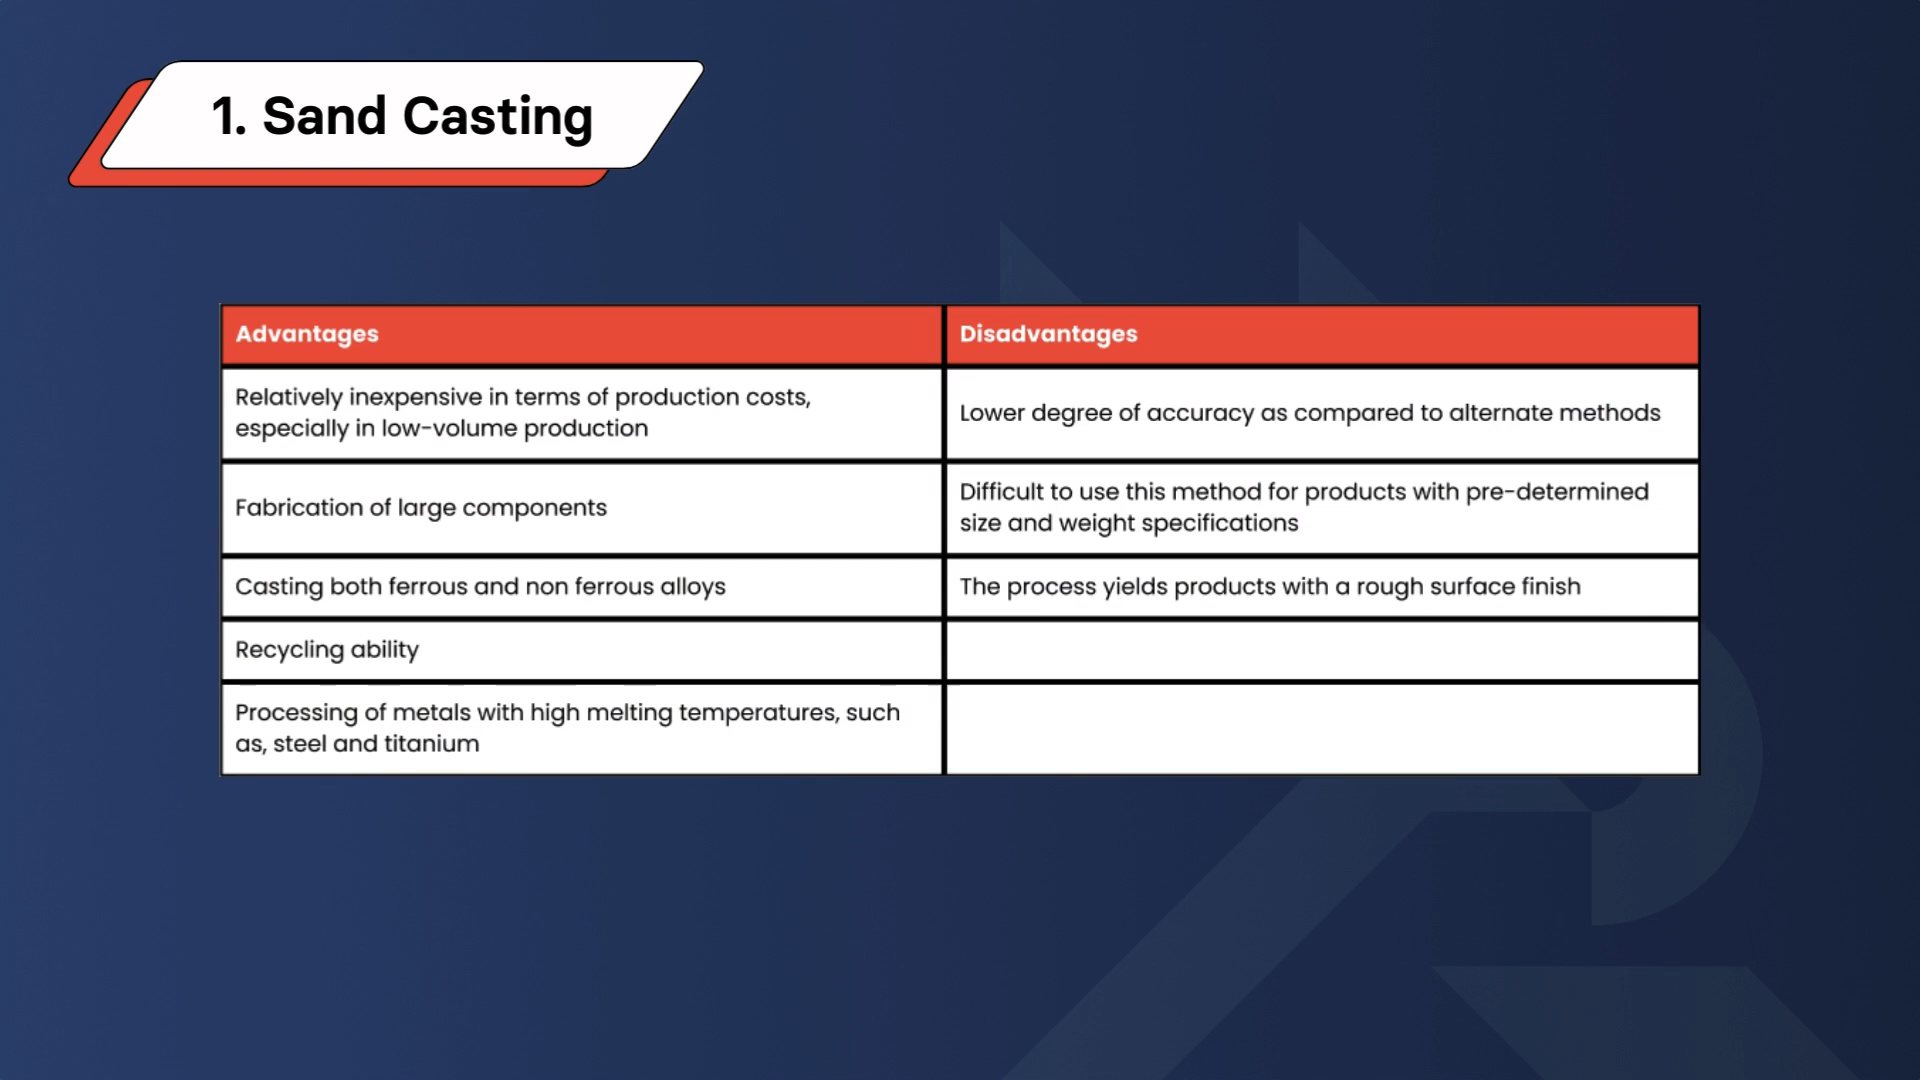 1. Sand Casting
Advantages
Disadvantages
Relatively inexpensive in terms of production costs,
especially in low-volume production
Lower degree of accuracy as compared to alternate methods
Fabrication of large components
Difficult to use this method for products with pre-determined
size and weight specifications
Casting both ferrous and non ferrous alloys
The process yields products with a rough surface finish
Recycling ability
Processing of metals with high melting temperatures, such
as, steel and titanium